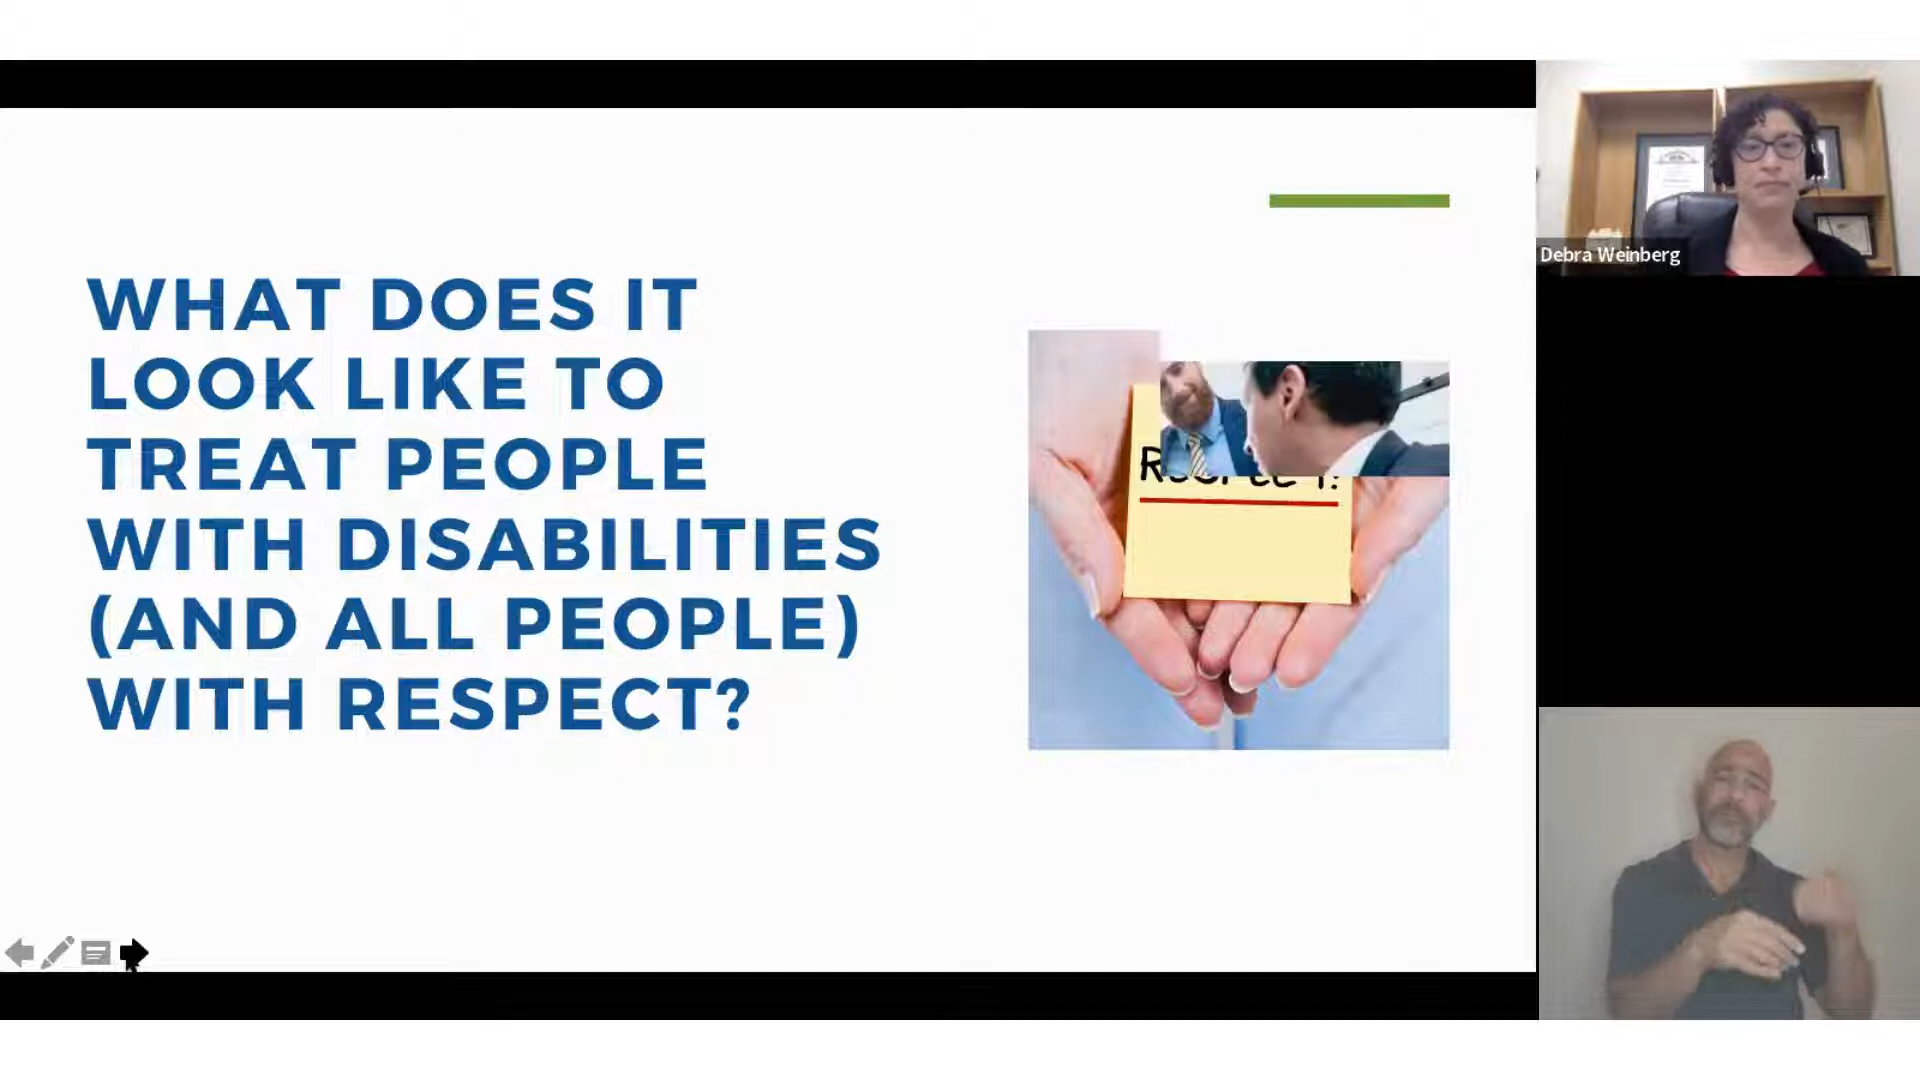 WHAT DOES IT
LOOK LIKE TO
TREAT PEOPLE
WITH DISABILITIES
(AND ALL PEOPLE)
WITH RESPECT?
Debra Weinberg